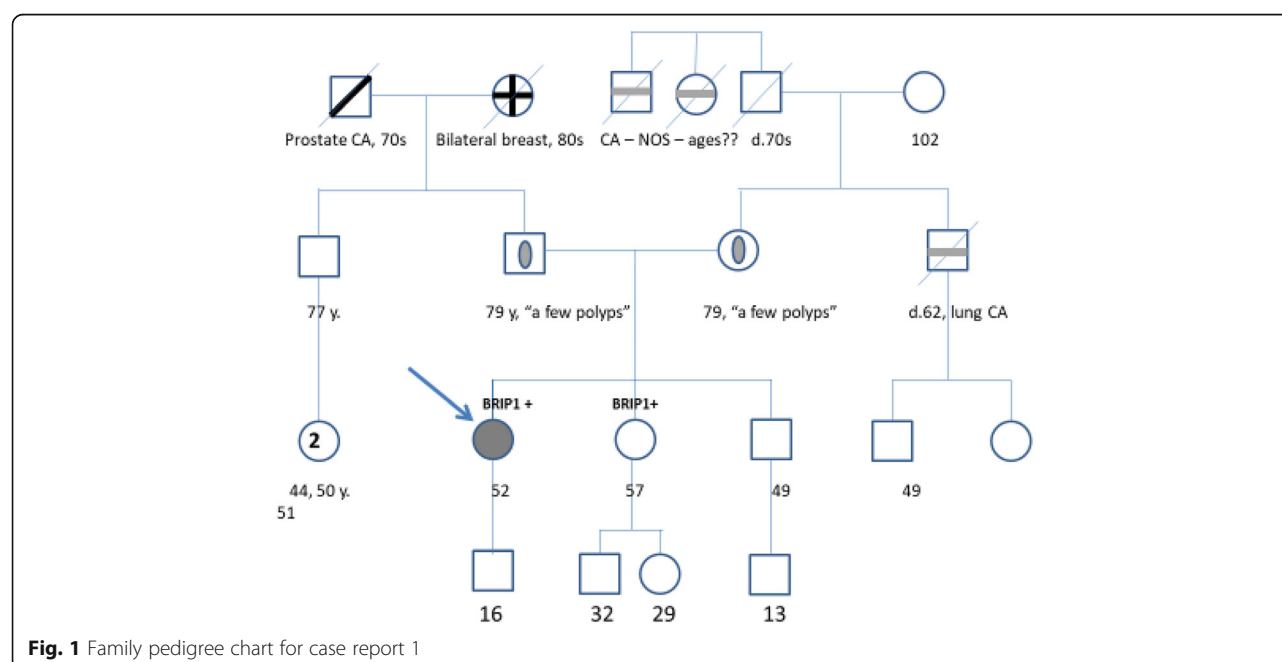 Prostate CA, 70s Bilateral breast, 80s CA – NOS – ages?? d.70s 102
77 y. 79 y, “a few polyps” 79, “a few polyps” d.62, lung CA
BRIP1 + BRIP1+
2
44, 50 y. 52 57 49 49
51
16 32 29 13
Fig. 1 Family pedigree chart for case report 1